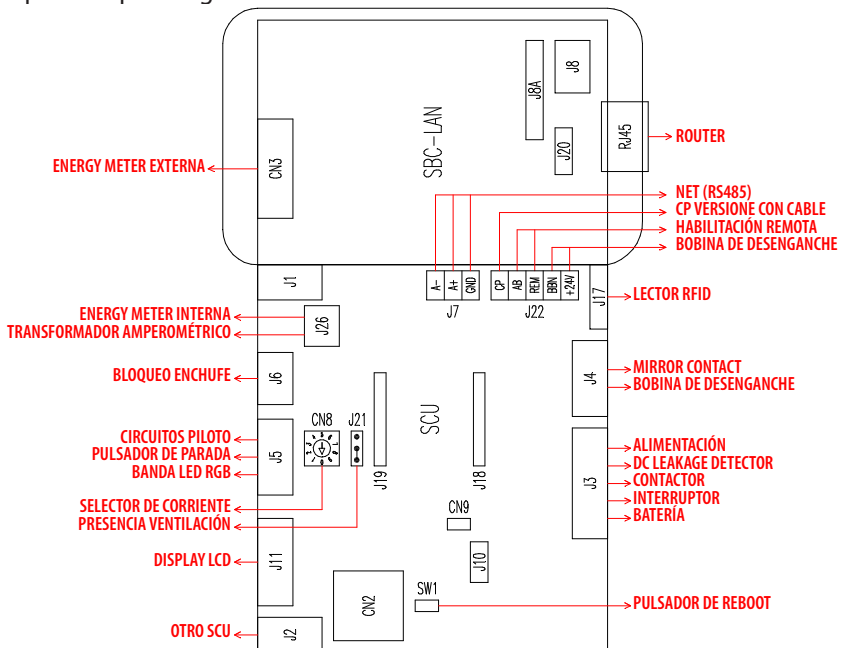 J8
J8A
SBC-LAN
RJ45
ROUTER
J20
ENERGY METER EXTERNA
CN3
NET (RS485)
CP VERSIONE CON CABLE
HABILITACIÓN REMOTA
BOBINA DE DESENGANCHE
J1
A-
A+
GND
CP
AB
REM
BBN
+24V
J17
LECTOR RFID
J7
J22
ENERGY METER INTERNA
TRANSFORMADOR AMPEROMÉTRICO
J26
BLOQUEO ENCHUFE
J6
J4
MIRROR CONTACT
BOBINA DE DESENGANCHE
CN8
J21
SCU
CIRCUITOS PILOTO
PULSADOR DE PARADA
BANDA LED RGB
J5
J19
J18
J3
ALIMENTACIÓN
DC LEAKAGE DETECTOR
CONTACTOR
INTERRUPTOR
BATERÍA
SELECTOR DE CORRIENTE
PRESENCIA VENTILACIÓN
CN9
DISPLAY LCD
J11
J10
CN2
SW1
PULSADOR DE REBOOT
OTRO SCU
J2